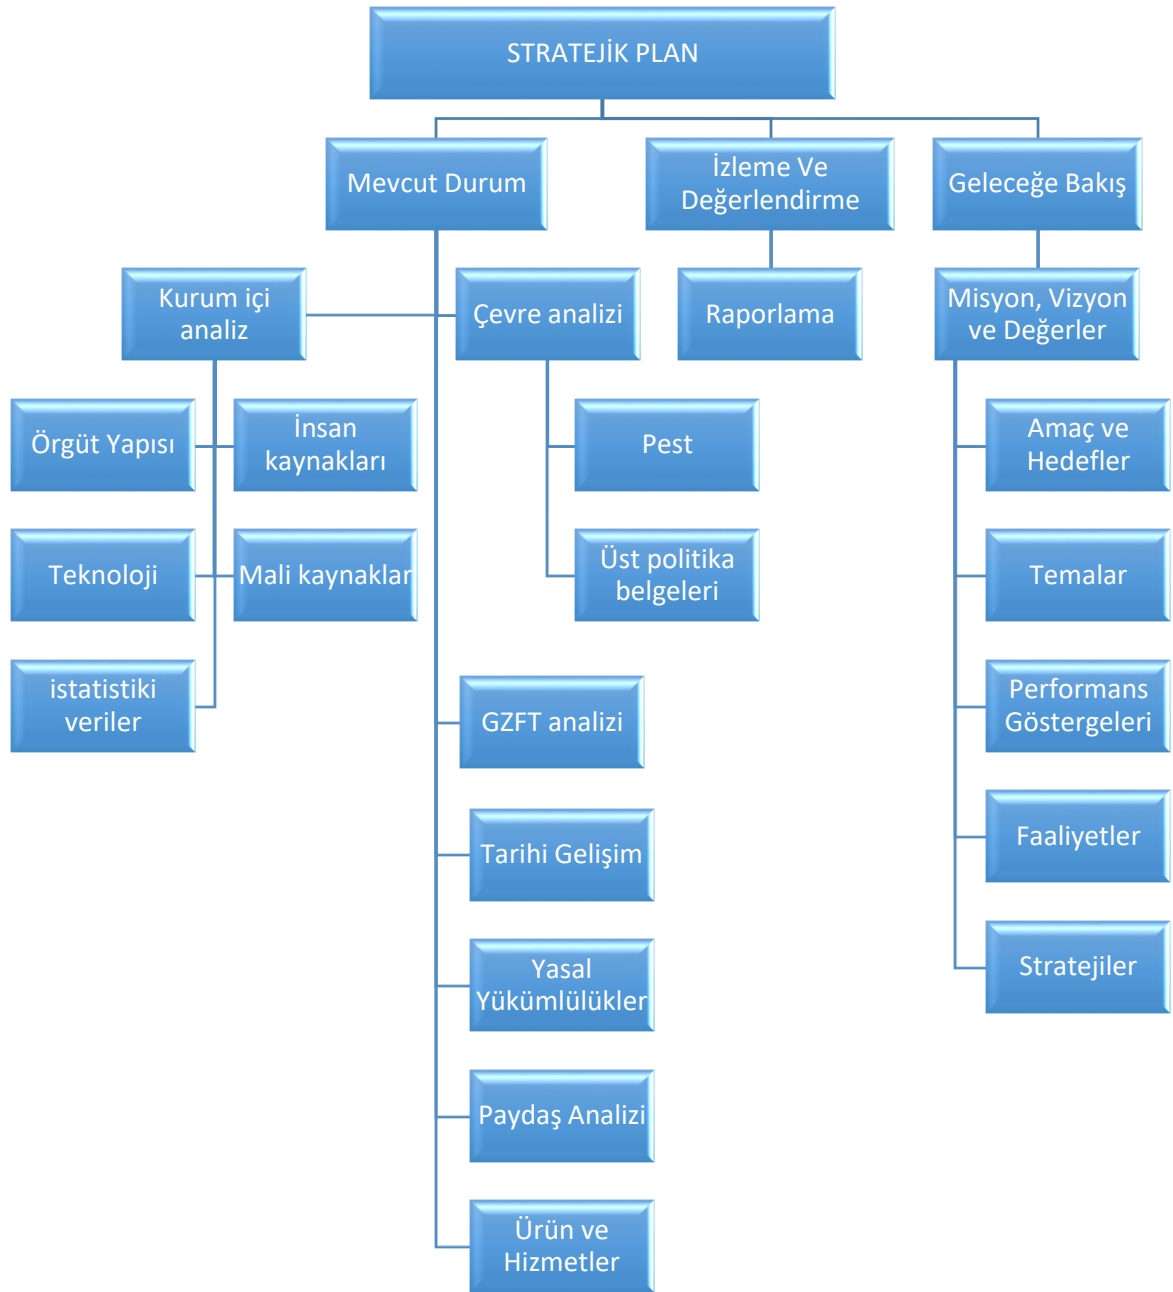 STRATEJİK PLAN
Mevcut Durum
İzleme Ve
Değerlendirme
Geleceğe Bakış
Kurum içi
analiz
Çevre analizi
Raporlama
Misyon, Vizyon
ve Değerler
Örgüt Yapısı
İnsan
kaynakları
Pest
Amaç ve
Hedefler
Teknoloji
Mali kaynaklar
Üst politika
belgeleri
Temalar
istatistiki
veriler
GZFT analizi
Performans
Göstergeleri
Tarihi Gelişim
Faaliyetler
Yasal
Yükümlülükler
Stratejiler
Paydaş Analizi
Ürün ve
Hizmetler